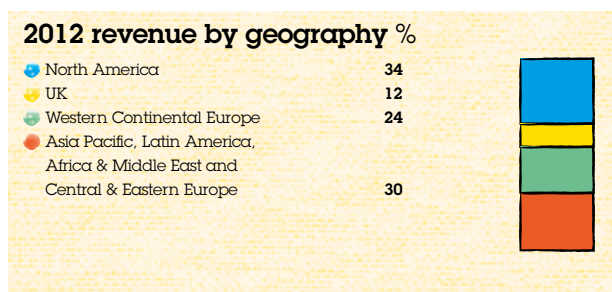 2012 revenue by geography %
North America 34
UK 12
Western Continental Europe 24
Asia Pacific, Latin America,
Africa & Middle East and
Central & Eastern Europe 30